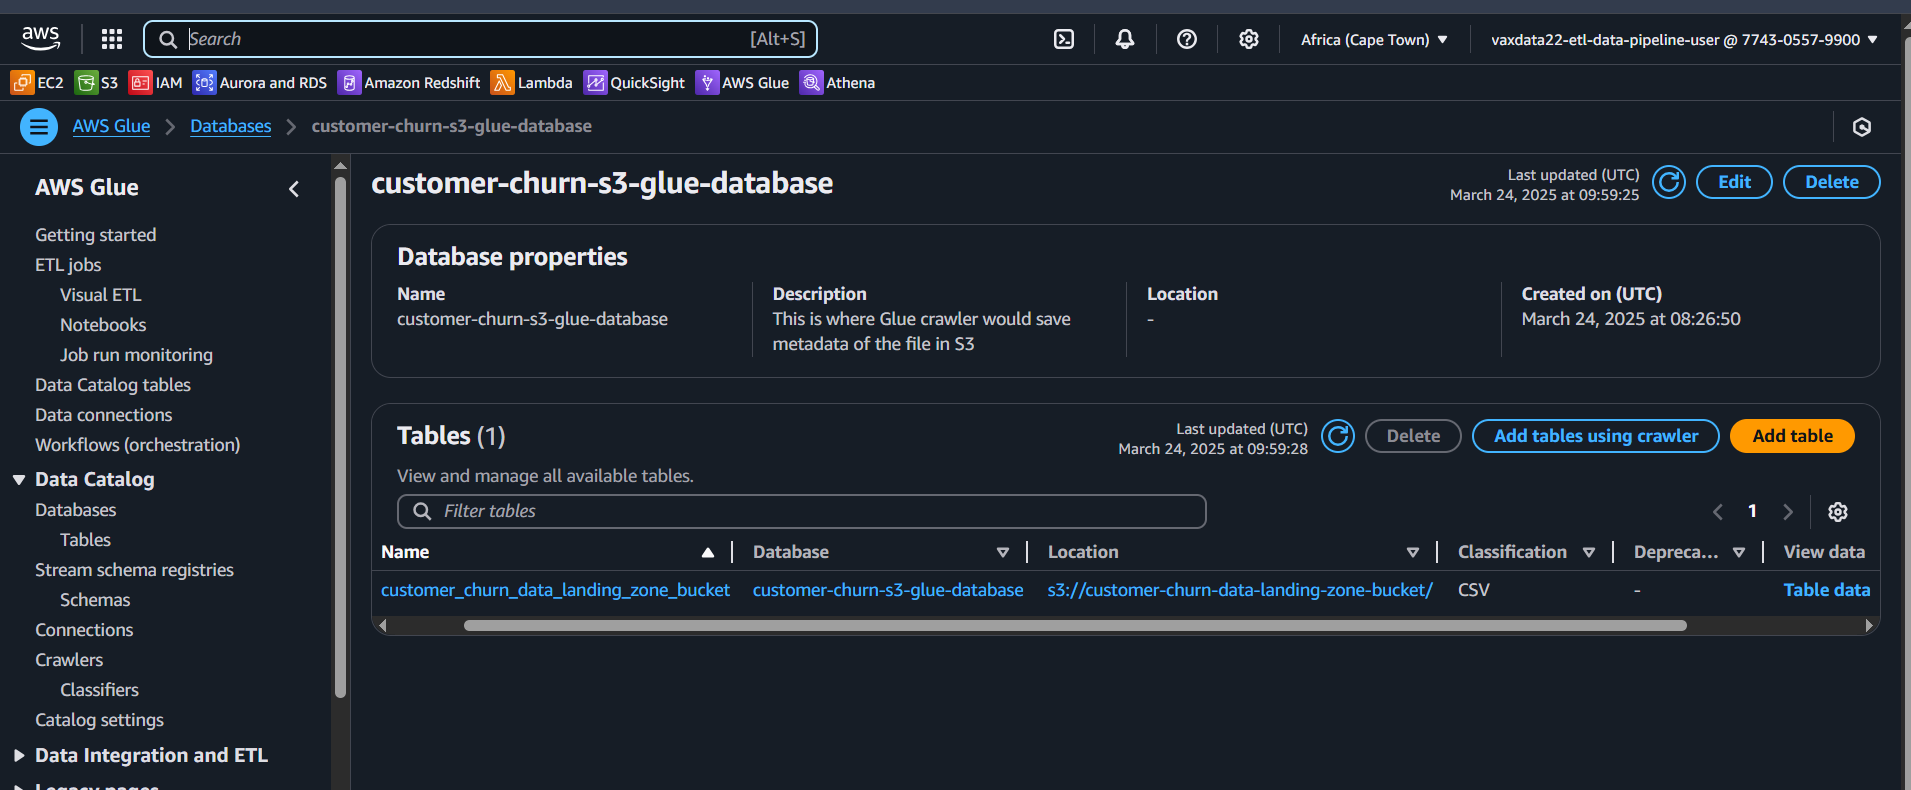 aws
Search [Alt+S]
Africa (Cape Town) vaxdata22-etl-data-pipeline-user @ 7743-0557-9900
EC2 S3 IAM Aurora and RDS Amazon Redshift Lambda QuickSight AWS Glue Athena
AWS Glue Databases customer-churn-s3-glue-database
AWS Glue
Getting started
ETL jobs
Visual ETL
Notebooks
Job run monitoring
Data Catalog tables
Data connections
Workflows (orchestration)
Data Catalog
Databases
Tables
Stream schema registries
Schemas
Connections
Crawlers
Classifiers
Catalog settings
Data Integration and ETL
Legacy pages
customer-churn-s3-glue-database
Last updated (UTC)
March 24, 2025 at 09:59:25
Edit
Delete
Database properties
Name
customer-churn-s3-glue-database
Description
This is where Glue crawler would save
metadata of the file in S3
Location
-
Created on (UTC)
March 24, 2025 at 08:26:50
Tables (1)
Last updated (UTC)
March 24, 2025 at 09:59:28
Delete
Add tables using crawler
Add table
View and manage all available tables.
Filter tables
1
Name Database Location Classification Depreca... View data
customer_churn_data_landing_zone_bucket customer-churn-s3-glue-database s3://customer-churn-data-landing-zone-bucket/ CSV - Table data